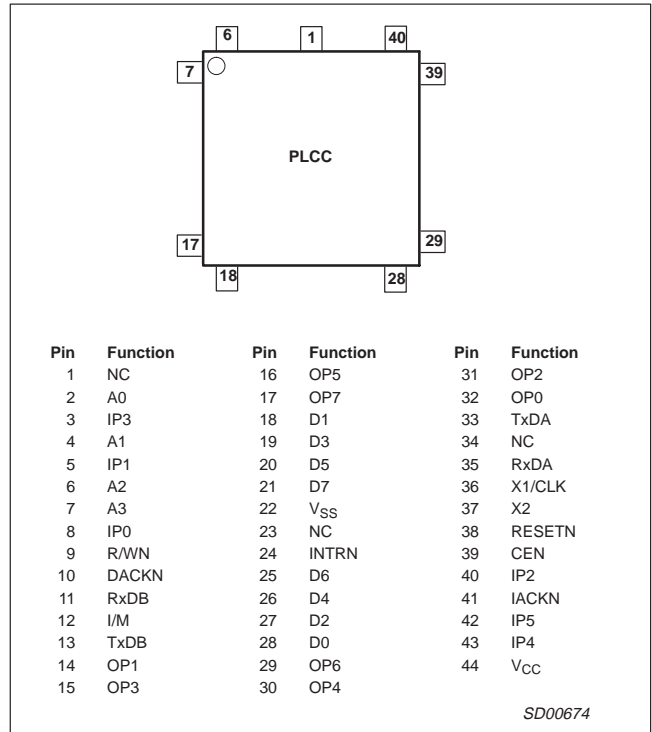 6 1 40
7 39
PLCC
17 29
18 28
Pin Function Pin Function Pin Function
1 NC 16 OP5 31 OP2
2 A0 17 OP7 32 OP0
3 IP3 18 D1 33 TxDA
4 A1 19 D3 34 NC
5 IP1 20 D5 35 RxDA
6 A2 21 D7 36 X1/CLK
7 A3 22 VSS 37 X2
8 IP0 23 NC 38 RESETN
9 R/WN 24 INTRN 39 CEN
10 DACKN 25 D6 40 IP2
11 RxDB 26 D4 41 IACKN
12 I/M 27 D2 42 IP5
13 TxDB 28 D0 43 IP4
14 OP1 29 OP6 44 VCC
15 OP3 30 OP4
SD00674